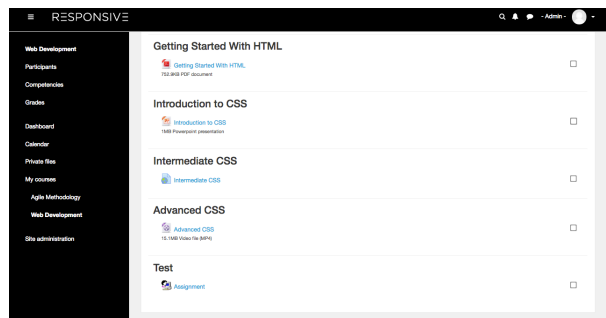 RESPONSIVE
- Admin -
Web Development
Participants
Competencies
Grades
Dashboard
Calendar
Private files
My courses
Agile Methodology
Web Development
Site administration
Getting Started With HTML
Getting Started With HTML
752.9KB PDF document
Introduction to CSS
Introduction to CSS
1MB Powerpoint presentation
Intermediate CSS
Intermediate CSS
Advanced CSS
Advanced CSS
10.1MB Video file (MP4)
Test
Assignment